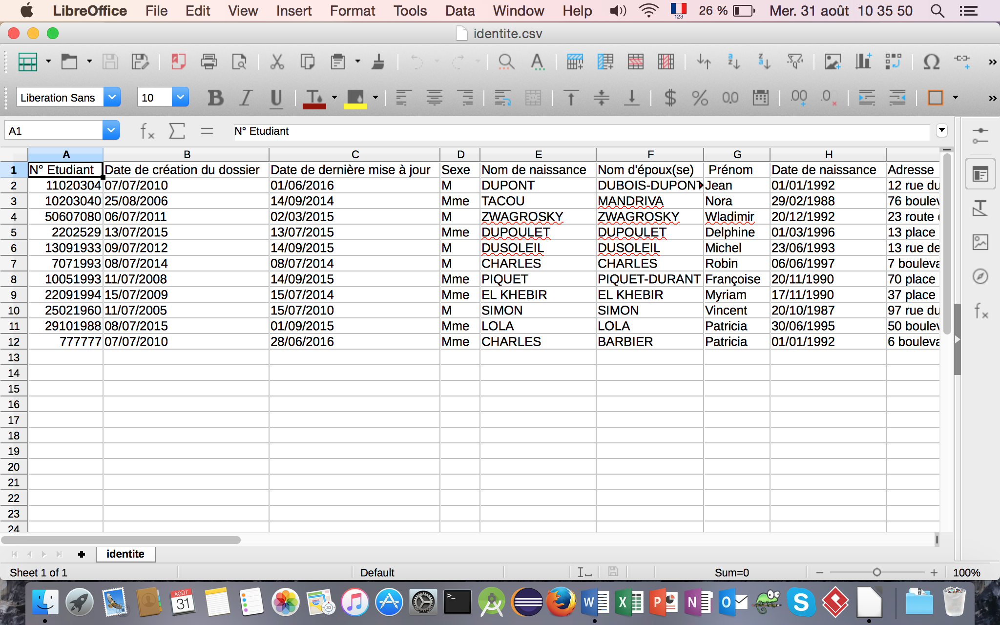 LibreOffice File Edit View Insert Format Tools Data Window Help 123 26 % Mer. 31 août 10 35 50
identite.csv
Liberation Sans 10
A1 N° Etudiant
A B C D E F G H
1 N° Etudiant Date de création du dossier Date de dernière mise à jour Sexe Nom de naissance Nom d'époux(se) Prénom Date de naissance Adresse
2 11020304 07/07/2010 01/06/2016 M DUPONT DUBOIS-DUPONT Jean 01/01/1992 12 rue du
3 10203040 25/08/2006 14/09/2014 Mme TACOU MANDRIVA Nora 29/02/1988 76 boulev
4 50607080 06/07/2011 02/03/2015 M ZWAGROSKY ZWAGROSKY Wladimir 20/12/1992 23 route
5 2202529 13/07/2015 13/07/2015 Mme DUPOULET DUPOULET Delphine 01/03/1996 13 place
6 13091933 09/07/2012 14/09/2015 M DUSOLEIL DUSOLEIL Michel 23/06/1993 13 rue de
7 7071993 08/07/2014 08/07/2014 M CHARLES CHARLES Robin 06/06/1997 7 bouleva
8 10051993 11/07/2008 14/09/2015 Mme PIQUET PIQUET-DURANT Françoise 20/11/1990 70 place
9 22091994 15/07/2009 15/07/2014 Mme EL KHEBIR EL KHEBIR Myriam 17/11/1990 37 place
10 25021960 11/07/2005 15/07/2010 M SIMON SIMON Vincent 20/10/1987 97 rue du
11 29101988 08/07/2015 01/09/2015 Mme LOLA LOLA Patricia 30/06/1995 50 boulev
12 777777 07/07/2010 28/06/2016 Mme CHARLES BARBIER Patricia 01/01/1992 6 bouleva
13
14
15
16
17
18
19
20
21
22
23
24
identite
Sheet 1 of 1 Default Sum=0 100%
AOÛT
31